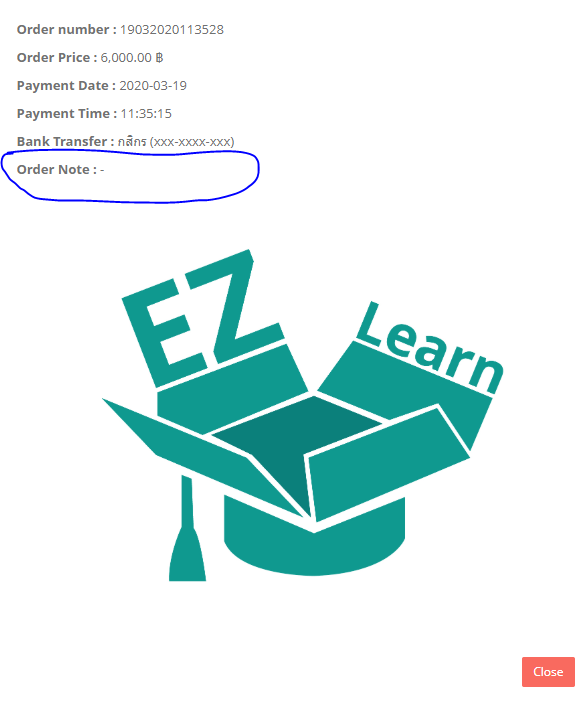 Order number : 19032020113528
Order Price : 6,000.00 ฿
Payment Date : 2020-03-19
Payment Time : 11:35:15
Bank Transfer : กสิกร (xxx-xxxx-xxx)
Order Note : -
EZ
Learn
Close